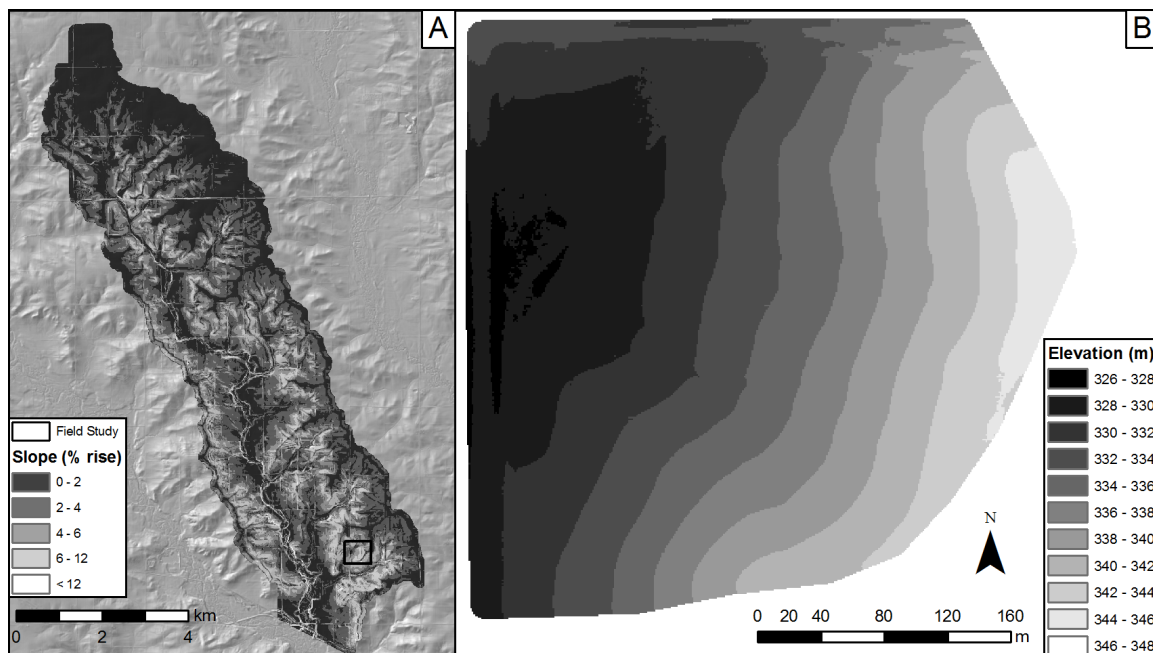 A
Field Study
Slope (% rise)
0 - 2
2 - 4
4 - 6
6 - 12
< 12
km
0 2 4
B
Elevation (m)
326 - 328
328 - 330
330 - 332
332 - 334
334 - 336
336 - 338
338 - 340
340 - 342
342 - 344
344 - 346
346 - 348
N
0 20 40 80 120 160
m